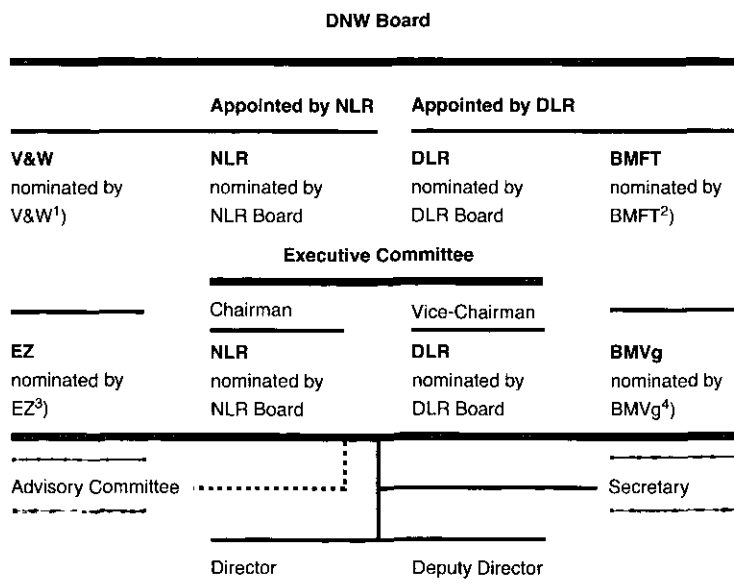 DNW Board
Appointed by NLR Appointed by DLR
V&W NLR DLR BMFT
nominated by nominated by nominated by nominated by
V&W¹) NLR Board DLR Board BMFT²)
Executive Committee
Chairman Vice-Chairman
EZ NLR DLR BMVg
nominated by nominated by nominated by nominated by
EZ³) NLR Board DLR Board BMVg⁴)
Advisory Committee Secretary
Director Deputy Director